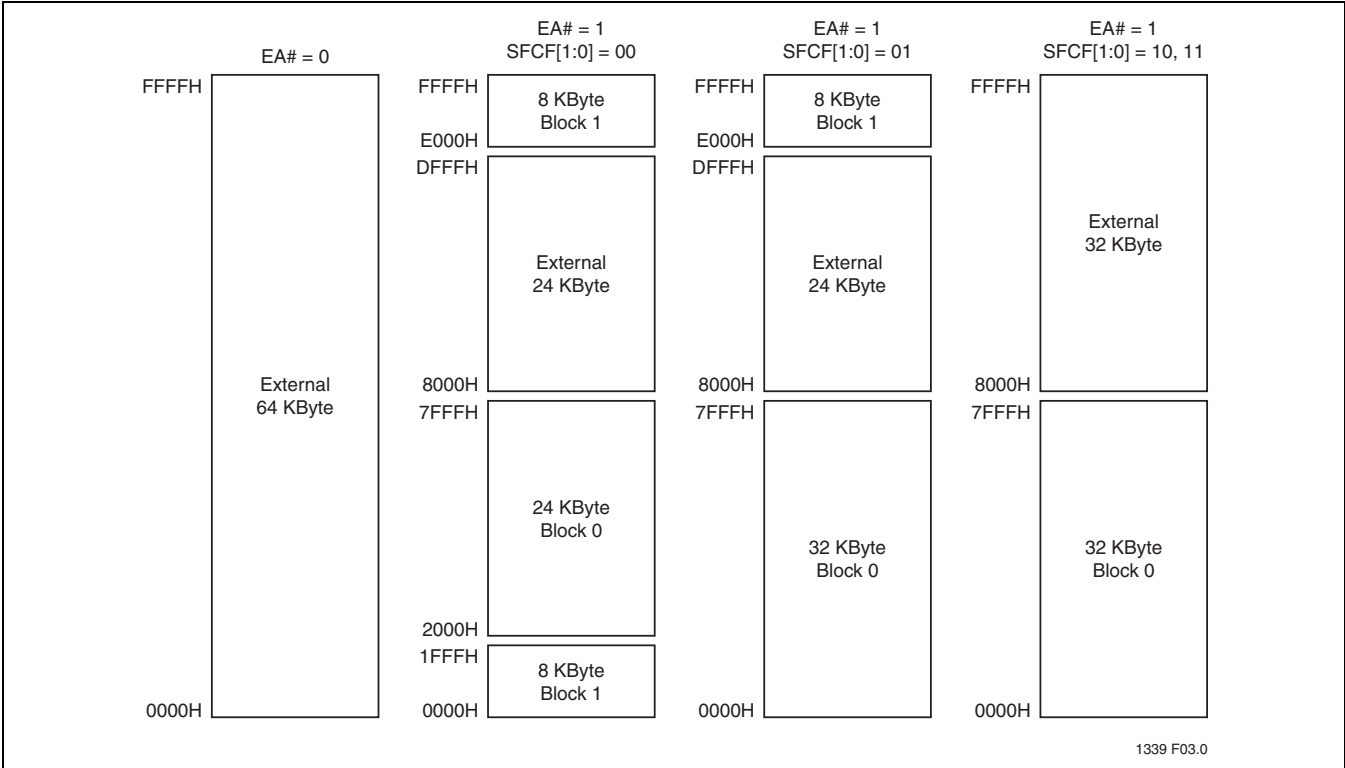 EA# = 0
FFFFH
External
64 KByte
0000H
EA# = 1
SFCF[1:0] = 00
FFFFH
8 KByte
Block 1
E000H
DFFFH
External
24 KByte
8000H
7FFFH
24 KByte
Block 0
2000H
1FFFH
8 KByte
Block 1
0000H
EA# = 1
SFCF[1:0] = 01
FFFFH
8 KByte
Block 1
E000H
DFFFH
External
24 KByte
8000H
7FFFH
32 KByte
Block 0
0000H
EA# = 1
SFCF[1:0] = 10, 11
FFFFH
External
32 KByte
8000H
7FFFH
32 KByte
Block 0
0000H
1339 F03.0